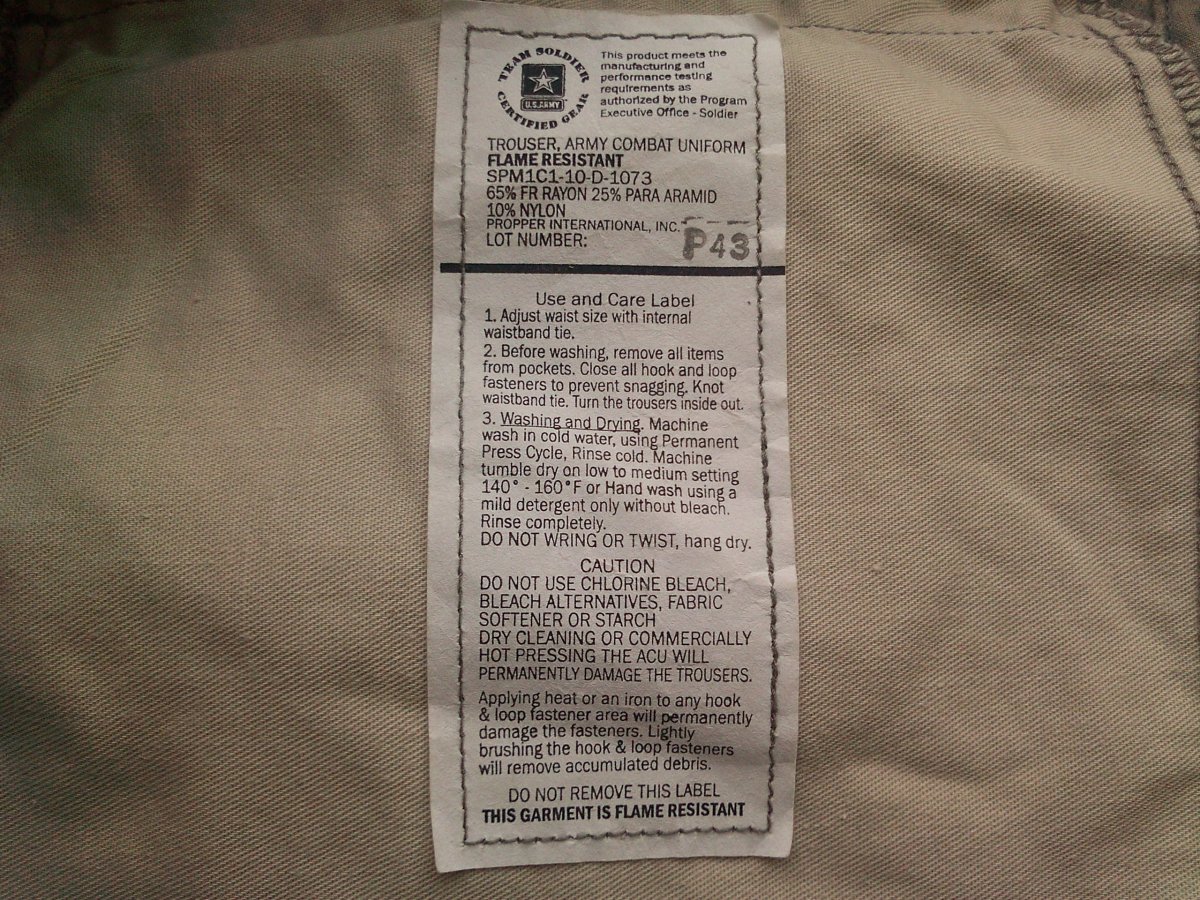 TEAM SOLDIER
U.S.ARMY
CERTIFIED GEAR
This product meets the
manufacturing and
performance testing
requirements as
authorized by the Program
Executive Office - Soldier
TROUSER, ARMY COMBAT UNIFORM
FLAME RESISTANT
SPM1C1-10-D-1073
65% FR RAYON 25% PARA ARAMID
10% NYLON
PROPPER INTERNATIONAL, INC.
LOT NUMBER: P43
Use and Care Label
1. Adjust waist size with internal
waistband tie.
2. Before washing, remove all items
from pockets. Close all hook and loop
fasteners to prevent snagging. Knot
waistband tie. Turn the trousers inside out.
3. Washing and Drying. Machine
wash in cold water, using Permanent
Press Cycle, Rinse cold. Machine
tumble dry on low to medium setting
140° - 160°F or Hand wash using a
mild detergent only without bleach.
Rinse completely.
DO NOT WRING OR TWIST, hang dry.
CAUTION
DO NOT USE CHLORINE BLEACH,
BLEACH ALTERNATIVES, FABRIC
SOFTENER OR STARCH
DRY CLEANING OR COMMERCIALLY
HOT PRESSING THE ACU WILL
PERMANENTLY DAMAGE THE TROUSERS.
Applying heat or an iron to any hook
& loop fastener area will permanently
damage the fasteners. Lightly
brushing the hook & loop fasteners
will remove accumulated debris.
DO NOT REMOVE THIS LABEL
THIS GARMENT IS FLAME RESISTANT